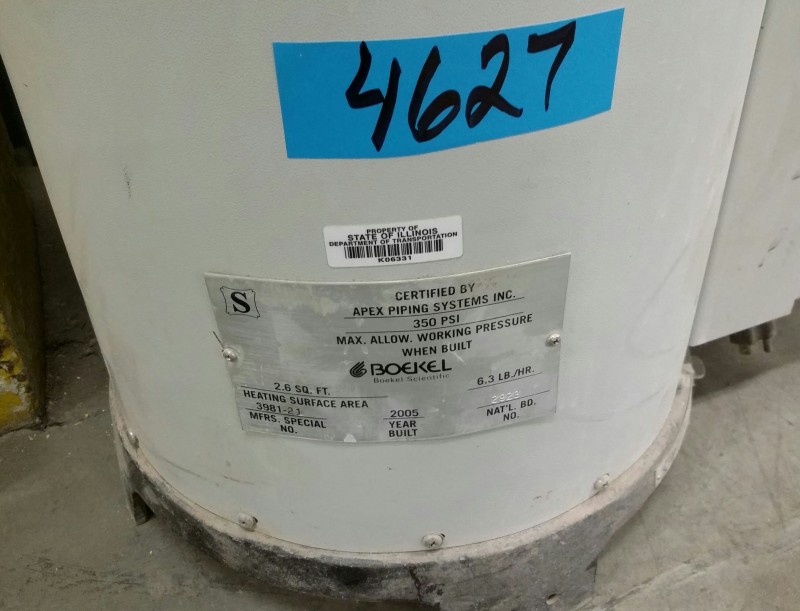 4627
PROPERTY OF
STATE OF ILLINOIS
DEPARTMENT OF TRANSPORTATION
K06331
S
CERTIFIED BY
APEX PIPING SYSTEMS INC.
350 PSI
MAX. ALLOW. WORKING PRESSURE
WHEN BUILT
BOEKEL
Boekel Scientific
2.6 SQ. FT.
HEATING SURFACE AREA
3981-21
MFRS. SPECIAL
NO.
2005
YEAR
BUILT
6.3 LB./HR.
NAT'L. BD.
NO.